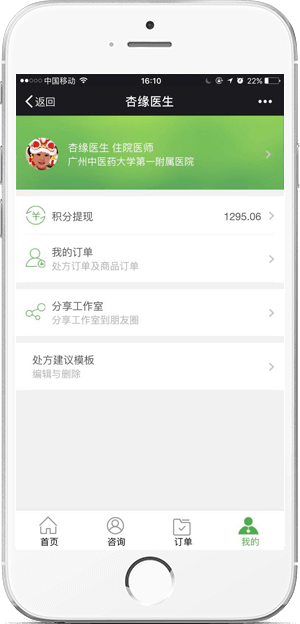 中国移动 16:10 22%
返回 杏缘医生
杏缘医生 住院医师
广州中医药大学第一附属医院
积分提现 1295.06
我的订单
处方订单及商品订单
分享工作室
分享工作室到朋友圈
处方建议模板
编辑与删除
首页 咨询 订单 我的